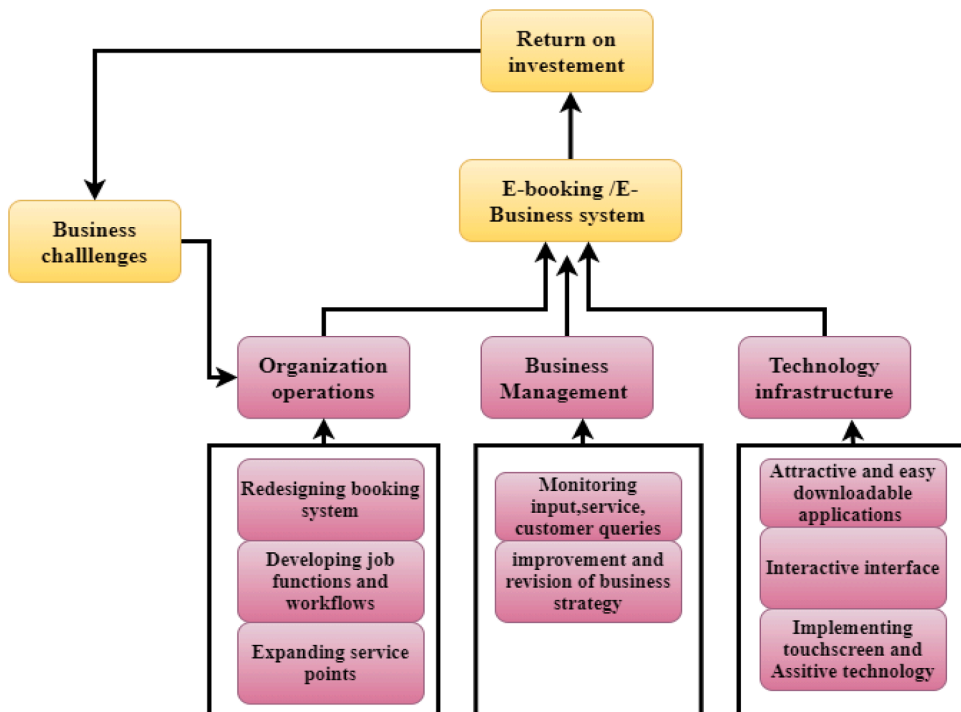 Return on
investement
E-booking /E-
Business system
Business
challlenges
Organization
operations
Business
Management
Technology
infrastructure
Redesigning booking
system
Developing job
functions and
workflows
Expanding service
points
Monitoring
input,service,
customer queries
improvement and
revision of business
strategy
Attractive and easy
downloadable
applications
Interactive interface
Implementing
touchscreen and
Assitive technology